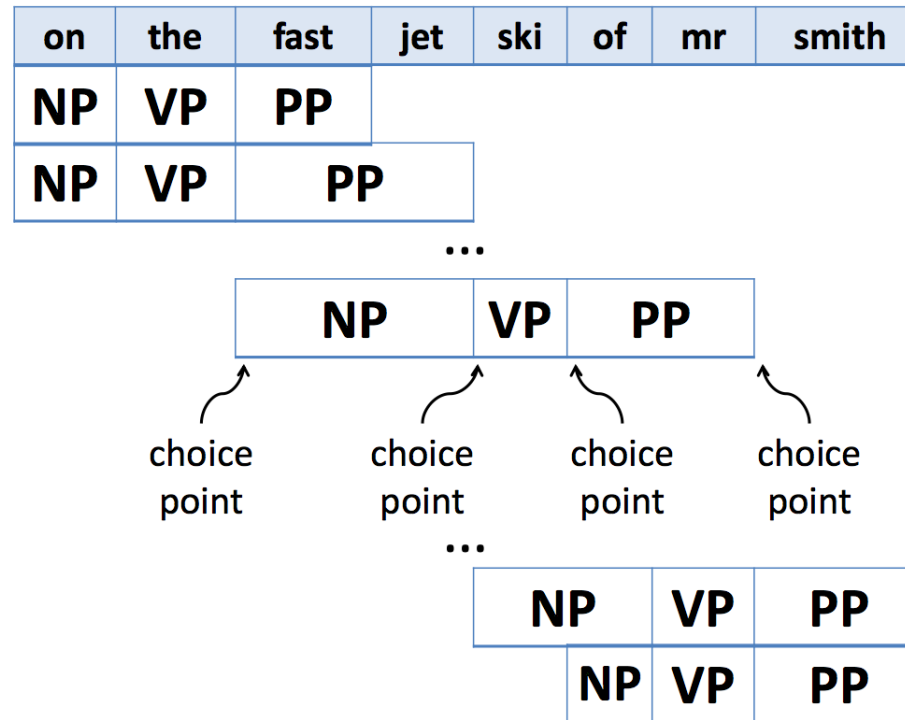 on the fast jet ski of mr smith
NP VP PP
NP VP PP
...
NP VP PP
choice choice choice choice
point point point point
...
NP VP PP
NP VP PP